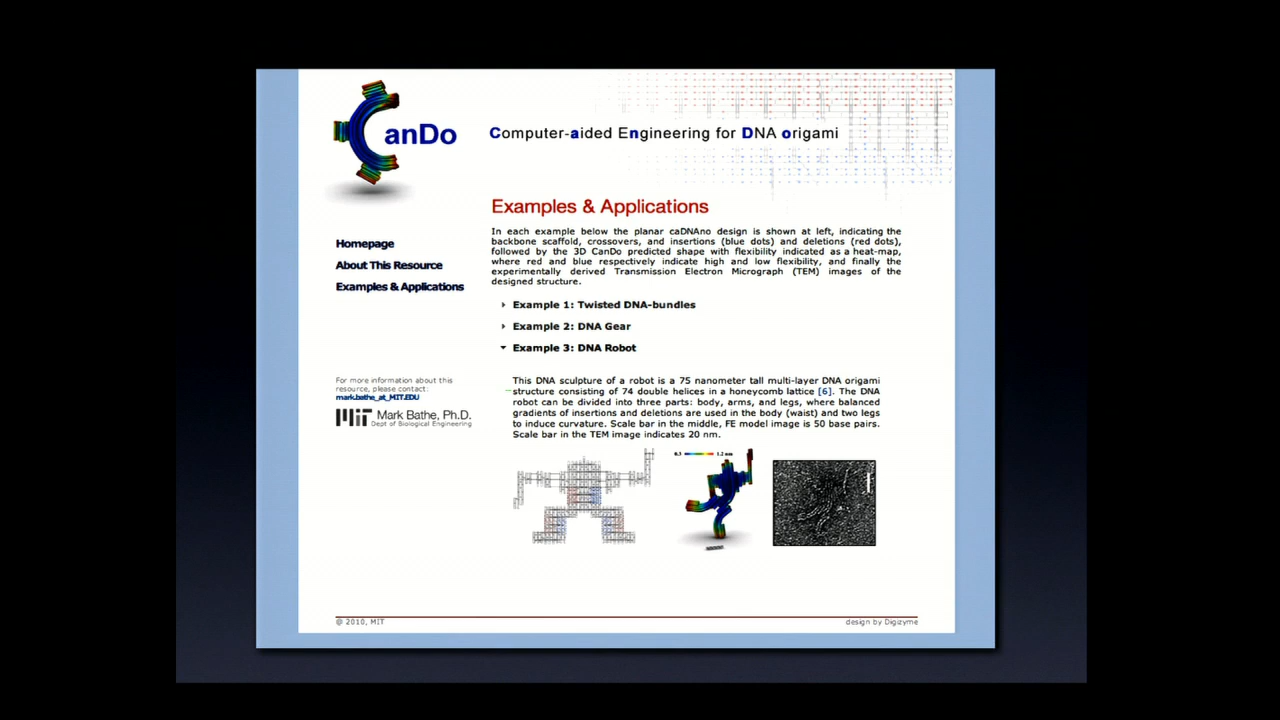 CanDo
Computer-aided Engineering for DNA origami
Examples & Applications
In each example below the planar caDNAno design is shown at left, indicating the
backbone scaffold, crossovers, and insertions (blue dots) and deletions (red dots),
followed by the 3D CanDo predicted shape with flexibility indicated as a heat-map,
where red and blue respectively indicate high and low flexibility, and finally the
experimentally derived Transmission Electron Micrograph (TEM) images of the
designed structure.
Homepage
About This Resource
Examples & Applications
Example 1: Twisted DNA-bundles
Example 2: DNA Gear
Example 3: DNA Robot
For more information about this
resource, please contact:
mark.bathe_at_MIT.EDU
MIT Mark Bathe, Ph.D.
Dept of Biological Engineering
This DNA sculpture of a robot is a 75 nanometer tall multi-layer DNA origami
structure consisting of 74 double helices in a honeycomb lattice [6]. The DNA
robot can be divided into three parts: body, arms, and legs, where balanced
gradients of insertions and deletions are used in the body (waist) and two legs
to induce curvature. Scale bar in the middle, FE model image is 50 base pairs.
Scale bar in the TEM image indicates 20 nm.
0.3 1.2 nm
@ 2010, MIT
design by Digizyme